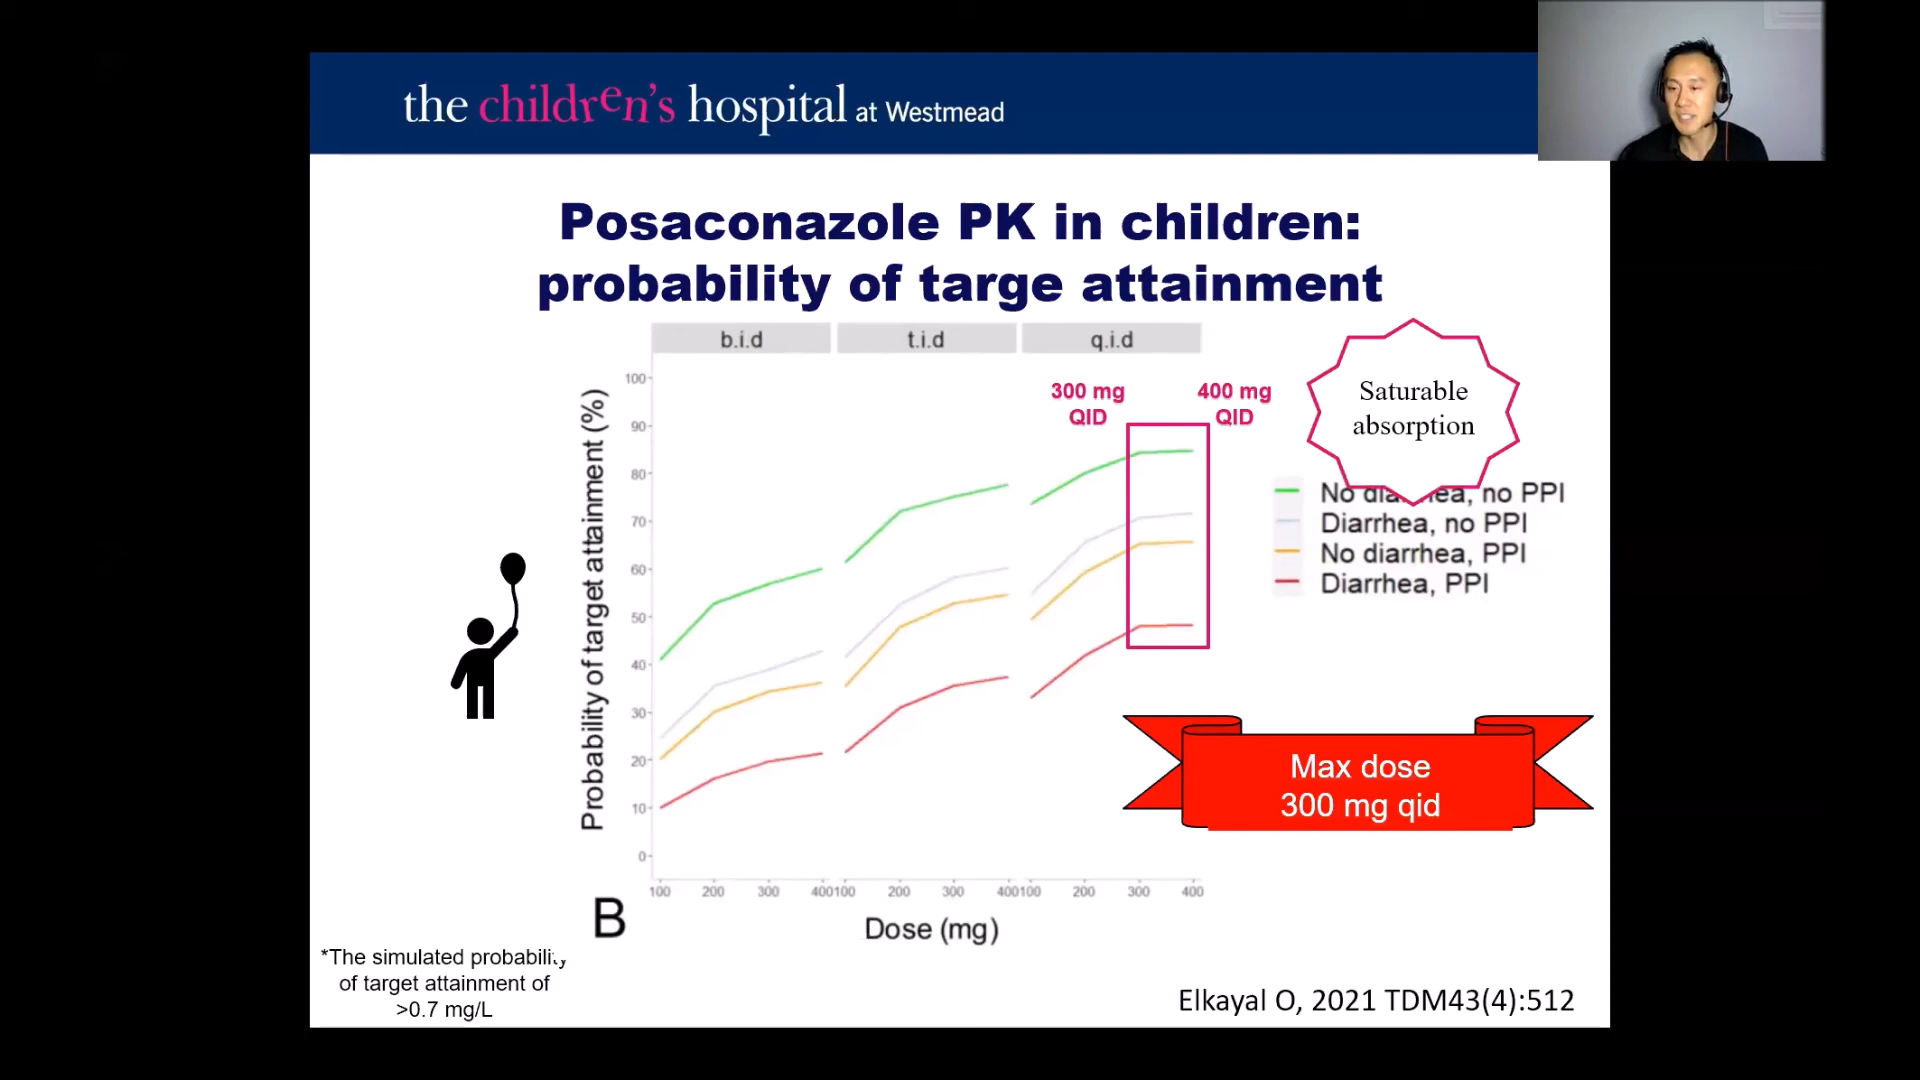 the children's hospital at Westmead
Posaconazole PK in children:
probability of targe attainment
b.i.d
t.i.d
q.i.d
300 mg
QID
400 mg
QID
Saturable
absorption
Probability of target attainment (%)
100
90
80
70
60
50
40
30
20
10
0
100 200 300 400 100 200 300 400 100 200 300 400
Dose (mg)
B
No diarrhea, no PPI
Diarrhea, no PPI
No diarrhea, PPI
Diarrhea, PPI
Max dose
300 mg qid
*The simulated probability
of target attainment of
>0.7 mg/L
Elkayal O, 2021 TDM43(4):512